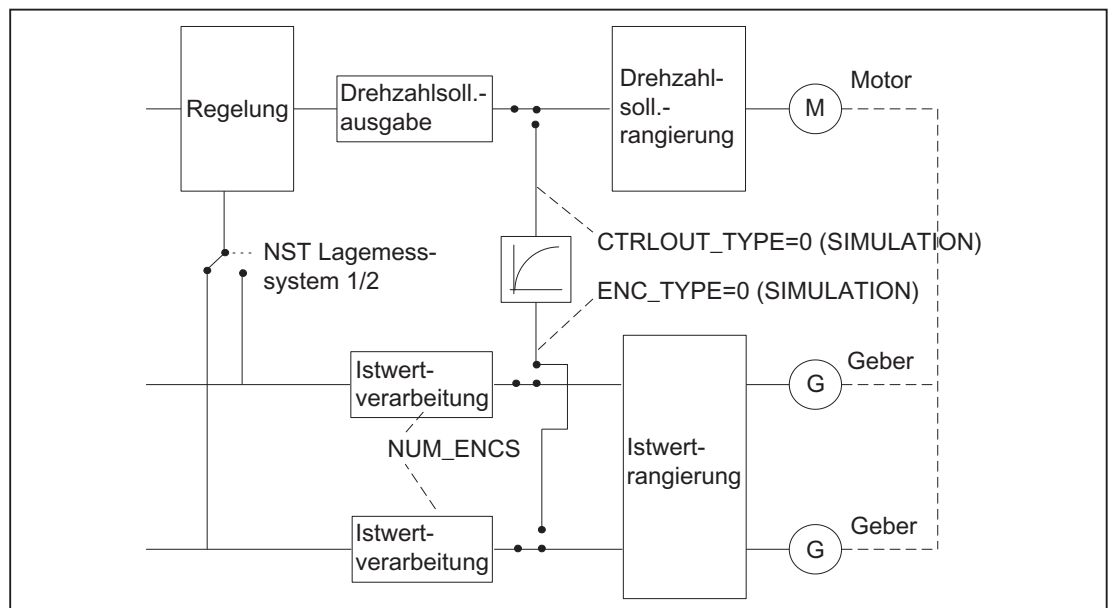 Regelung
Drehzahlsoll.-
ausgabe
Drehzahl-
soll.-
rangierung
Motor
M
NST Lagemess-
system 1/2
CTRLOUT_TYPE=0 (SIMULATION)
ENC_TYPE=0 (SIMULATION)
Istwert-
verarbeitung
Geber
G
NUM_ENCS
Istwert-
rangierung
Istwert-
verarbeitung
Geber
G